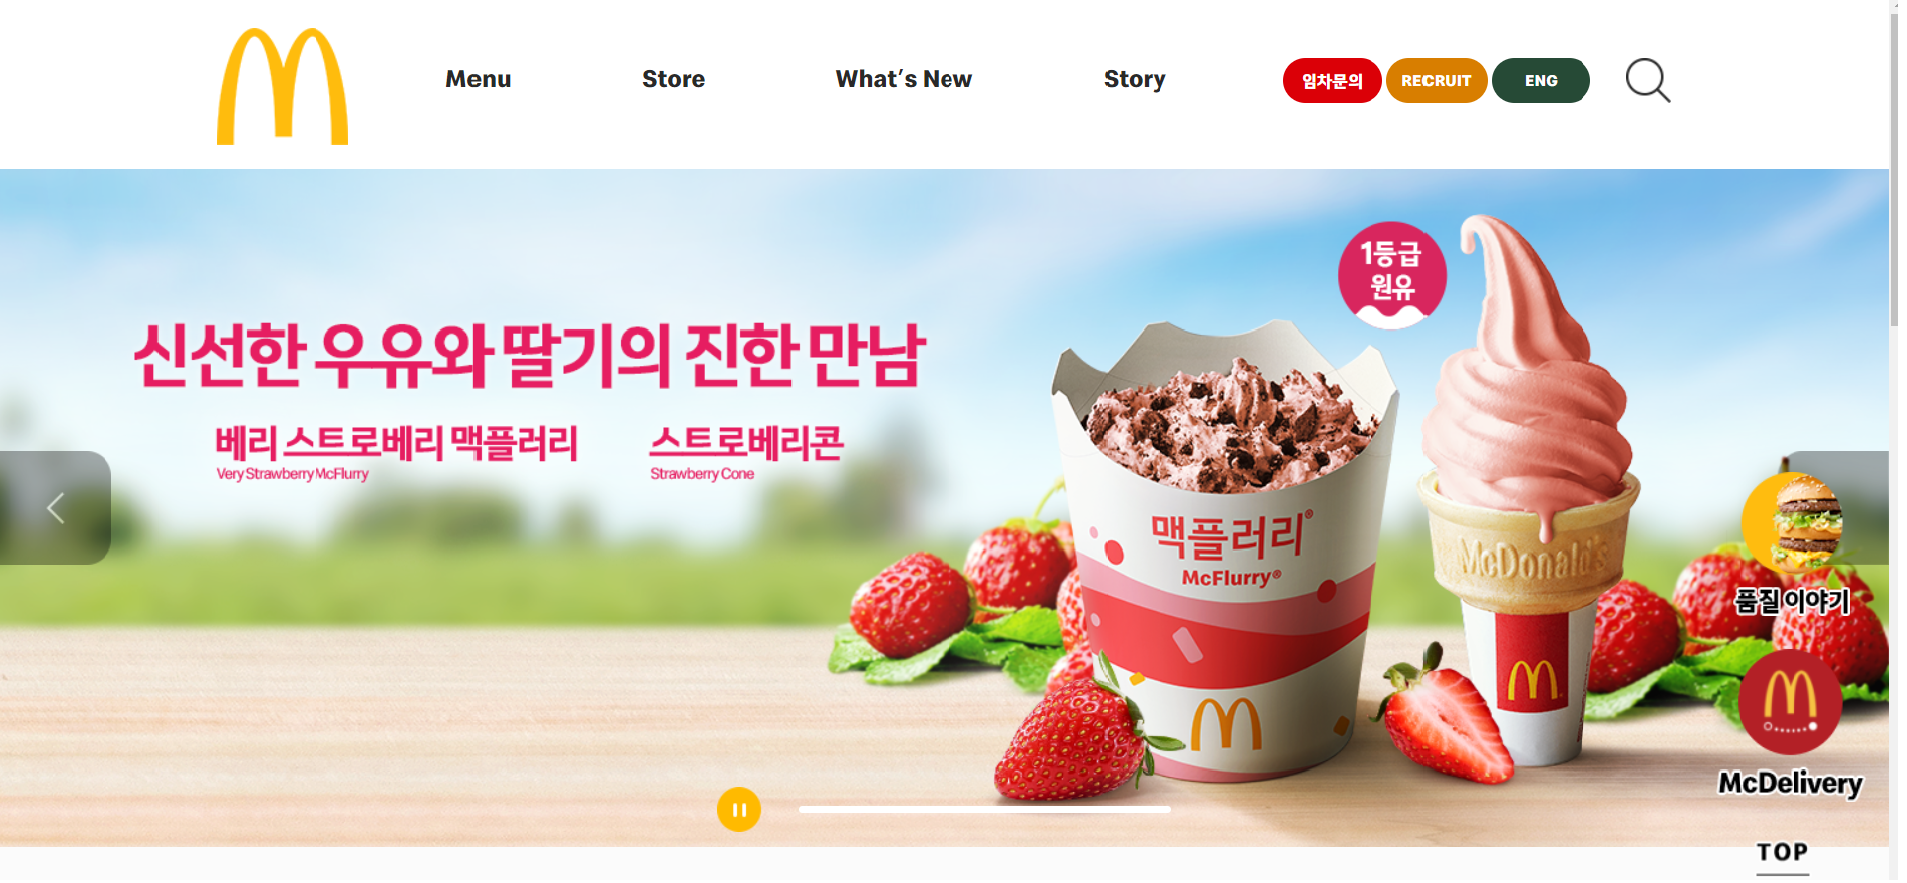 Menu
Store
What's New
Story
임차문의
RECRUIT
ENG
1등급
원유
신선한 우유와 딸기의 진한 만남
베리 스트로베리 맥플러리
스트로베리콘
Very Strawberry McFlurry
Strawberry Cone
맥플러리®
McFlurry®
McDonald's
품질 이야기
McDelivery
TOP